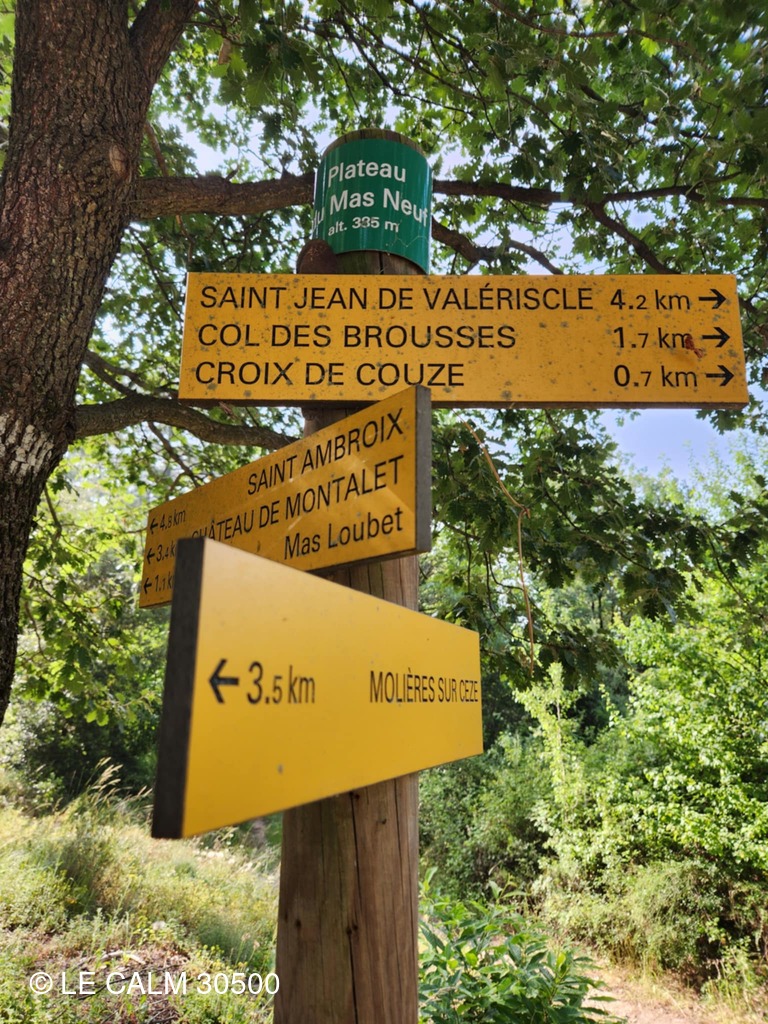 Plateau
du Mas Neuf
alt. 335 m
SAINT JEAN DE VALÉRISCLE 4.2 km →
COL DES BROUSSES 1.7 km →
CROIX DE COUZE 0.7 km →
← 4.8 km SAINT AMBROIX
← 3.4 k CHÂTEAU DE MONTALET
← 1.1 k Mas Loubet
← 3.5 km MOLIÈRES SUR CEZE
© LE CALM 30500